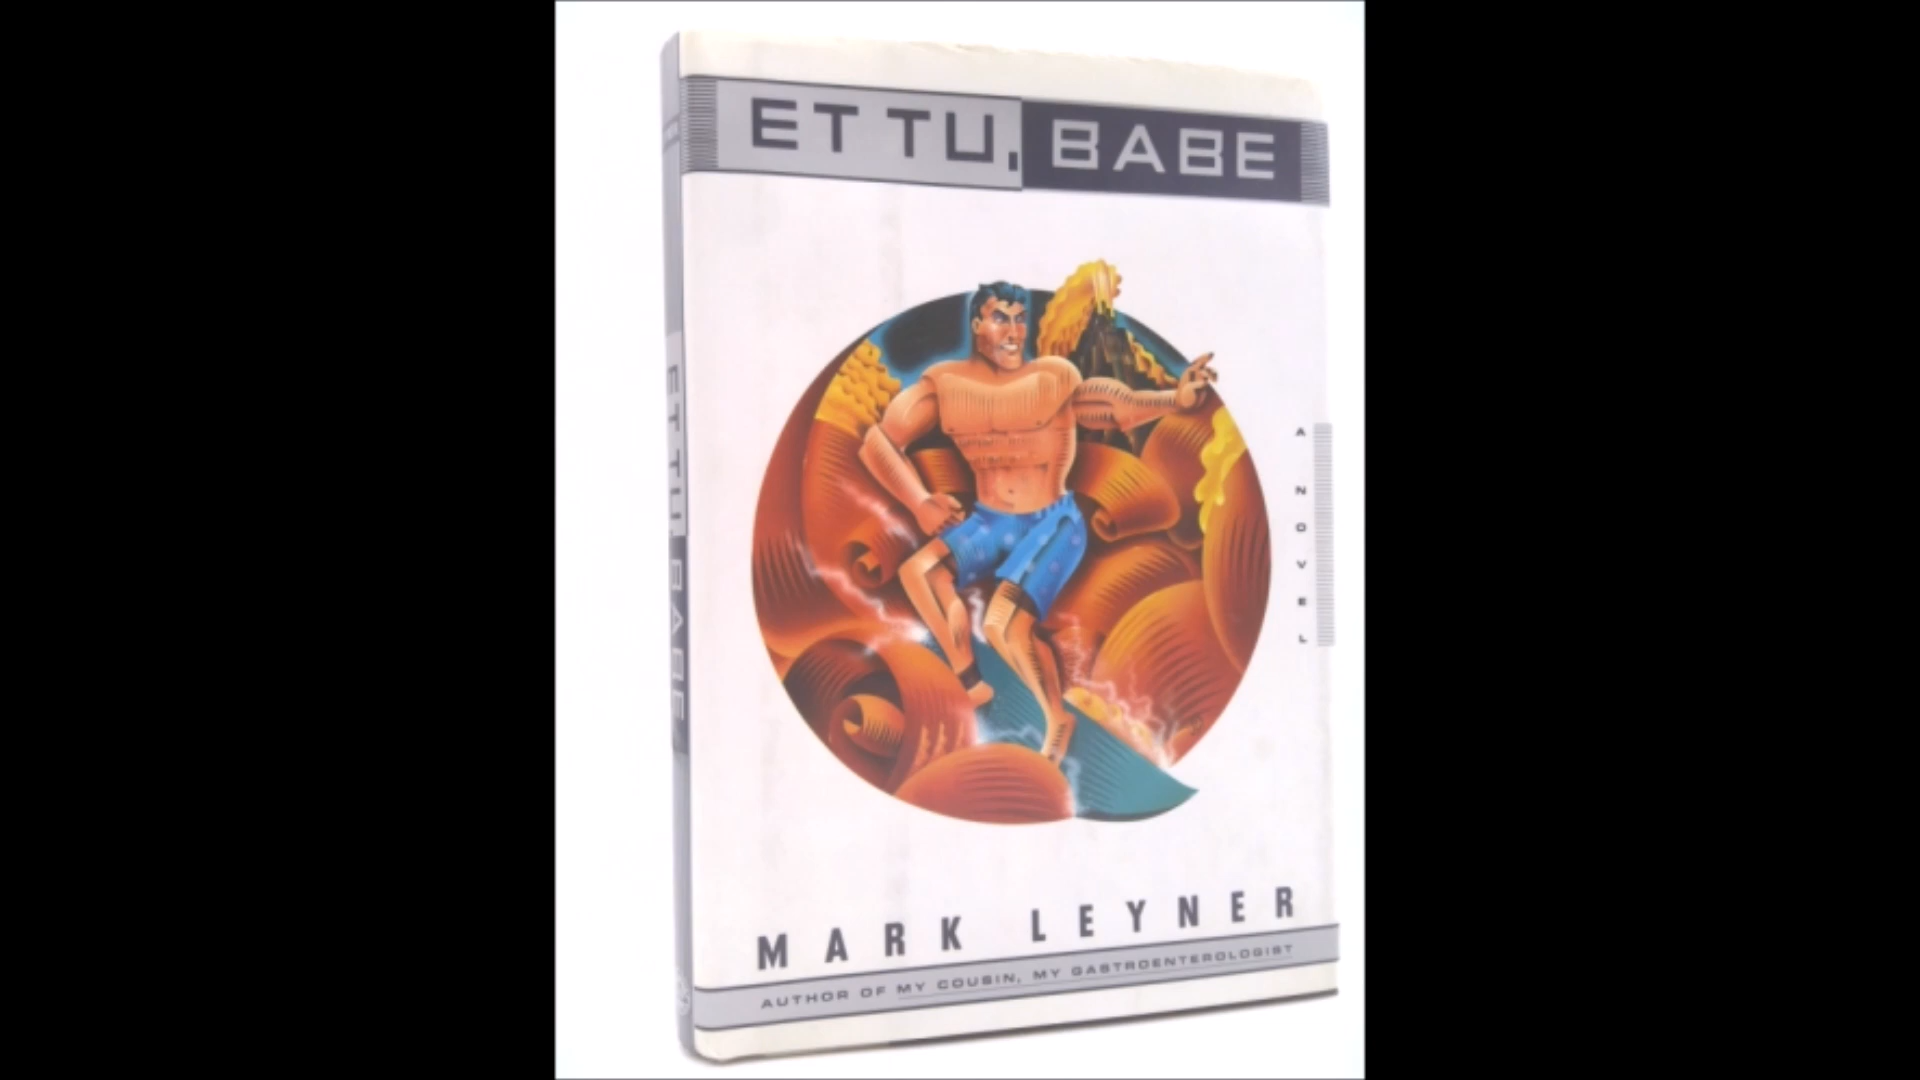 ET TU, BABE
A NOVEL
MARK LEYNER
AUTHOR OF MY COUSIN, MY GASTROENTEROLOGIST
ET TU, BABE